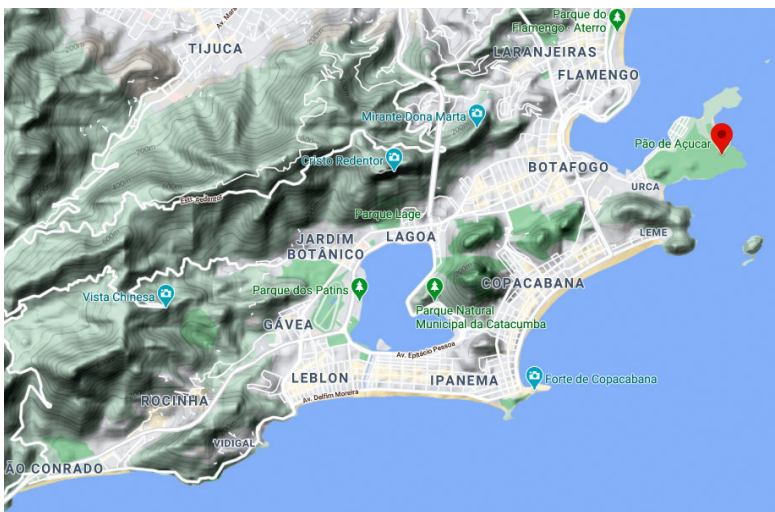 Parque do
Flamengo - Aterro
TIJUCA
LARANJEIRAS
FLAMENGO
Mirante Dona Marta
200m
Pão de Açucar
Cristo Redentor
BOTAFOGO
URCA
Parque Lage
LEME
JARDIM
BOTÂNICO
LAGOA
COPACABANA
Vista Chinesa
Parque dos Patins
Parque Natural
Municipal da Catacumba
GÁVEA
Av. Epitácio Pessoa
LEBLON
IPANEMA
Forte de Copacabana
Av. Delfim Moreira
ROCINHA
VIDIGAL
ÃO CONRADO